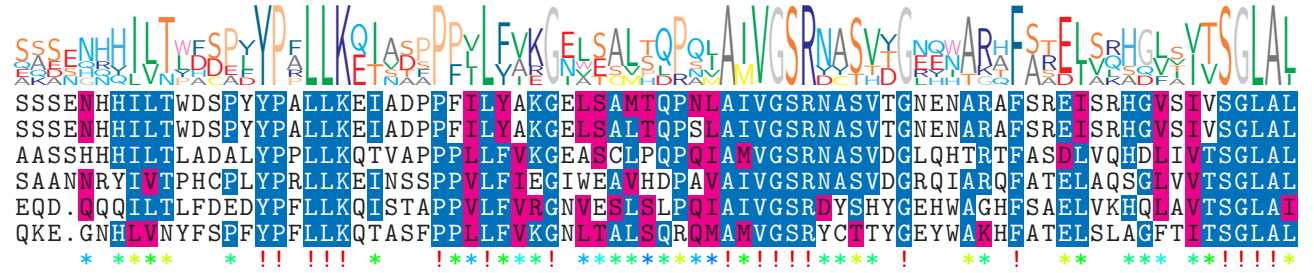 SSSENHHILTWDSPYYPALLKEIADPPFILYAKGELSAMTQPNLAIVGSRNASVTGNENARAFSREISRHGVSIVSGLAL
SSSENHHILTWDSPYYPALLKEIADPPFILYAKGELSALTQPSLAIVGSRNASVTGNENARAFSREISRHGVSIVSGLAL
AASSHHHILTLADALYPPLLKQTVAPPPLLFVKGEASCLPQPQIAMVGSRNASVDGLQHTRTFASDLVQHDLIVTSGLAL
SAANNRYIVTPHCPLYPRLLKEINSSPPVLFIEGIWEAVHDPAVAIVGSRNASVDGRQIARQFATELAQSGLVVTSGLAL
EQD.QQQILTLFDEDYPFLLKQISTAPPVLFVRGNVESLSLPQIAIVGSRDYSHYGEHWAGHFSAELVKHQLAVTSGLAI
QKE.GNHLVNYFSPFYPFLLKQTASFPPLLFVKGNLTALSQRQMAMVGSRYCTTYGEYWAKHFATELSLAGFTITSGLAL